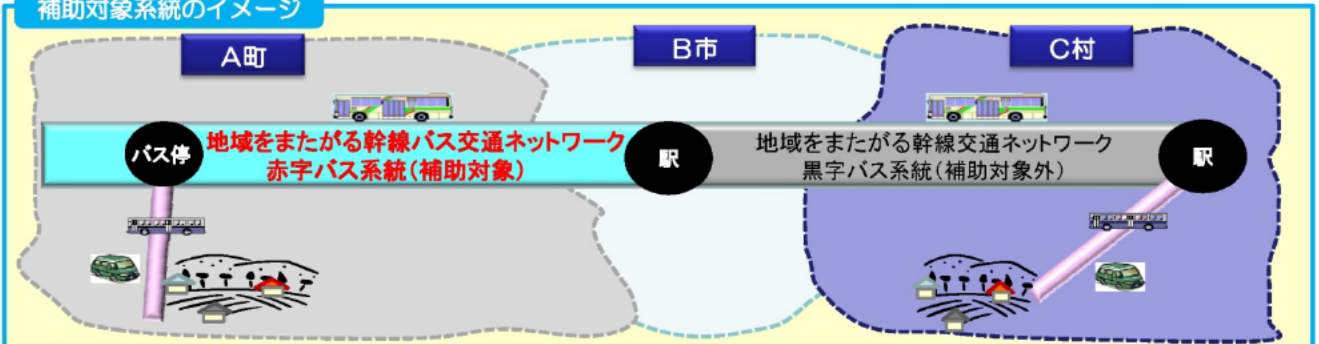 補助対象系統のイメージ
A町
B市
C村
バス停
地域をまたがる幹線バス交通ネットワーク
赤字バス系統(補助対象)
駅
地域をまたがる幹線交通ネットワーク
黒字バス系統(補助対象外)
駅